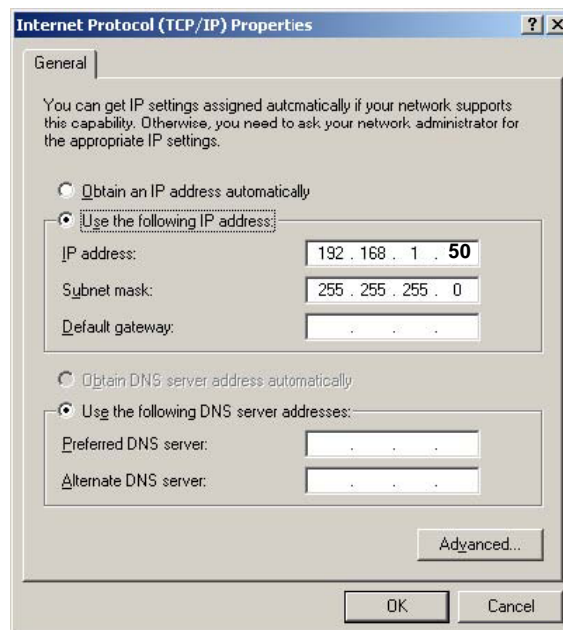 Internet Protocol (TCP/IP) Properties
General
You can get IP settings assigned automatically if your network supports
this capability. Otherwise, you need to ask your network administrator for
the appropriate IP settings.
Obtain an IP address automatically
Use the following IP address:
IP address: 192 . 168 . 1 . 50
Subnet mask: 255 . 255 . 255 . 0
Default gateway: . . .
Obtain DNS server address automatically
Use the following DNS server addresses:
Preferred DNS server: . . .
Alternate DNS server: . . .
Advanced...
OK Cancel